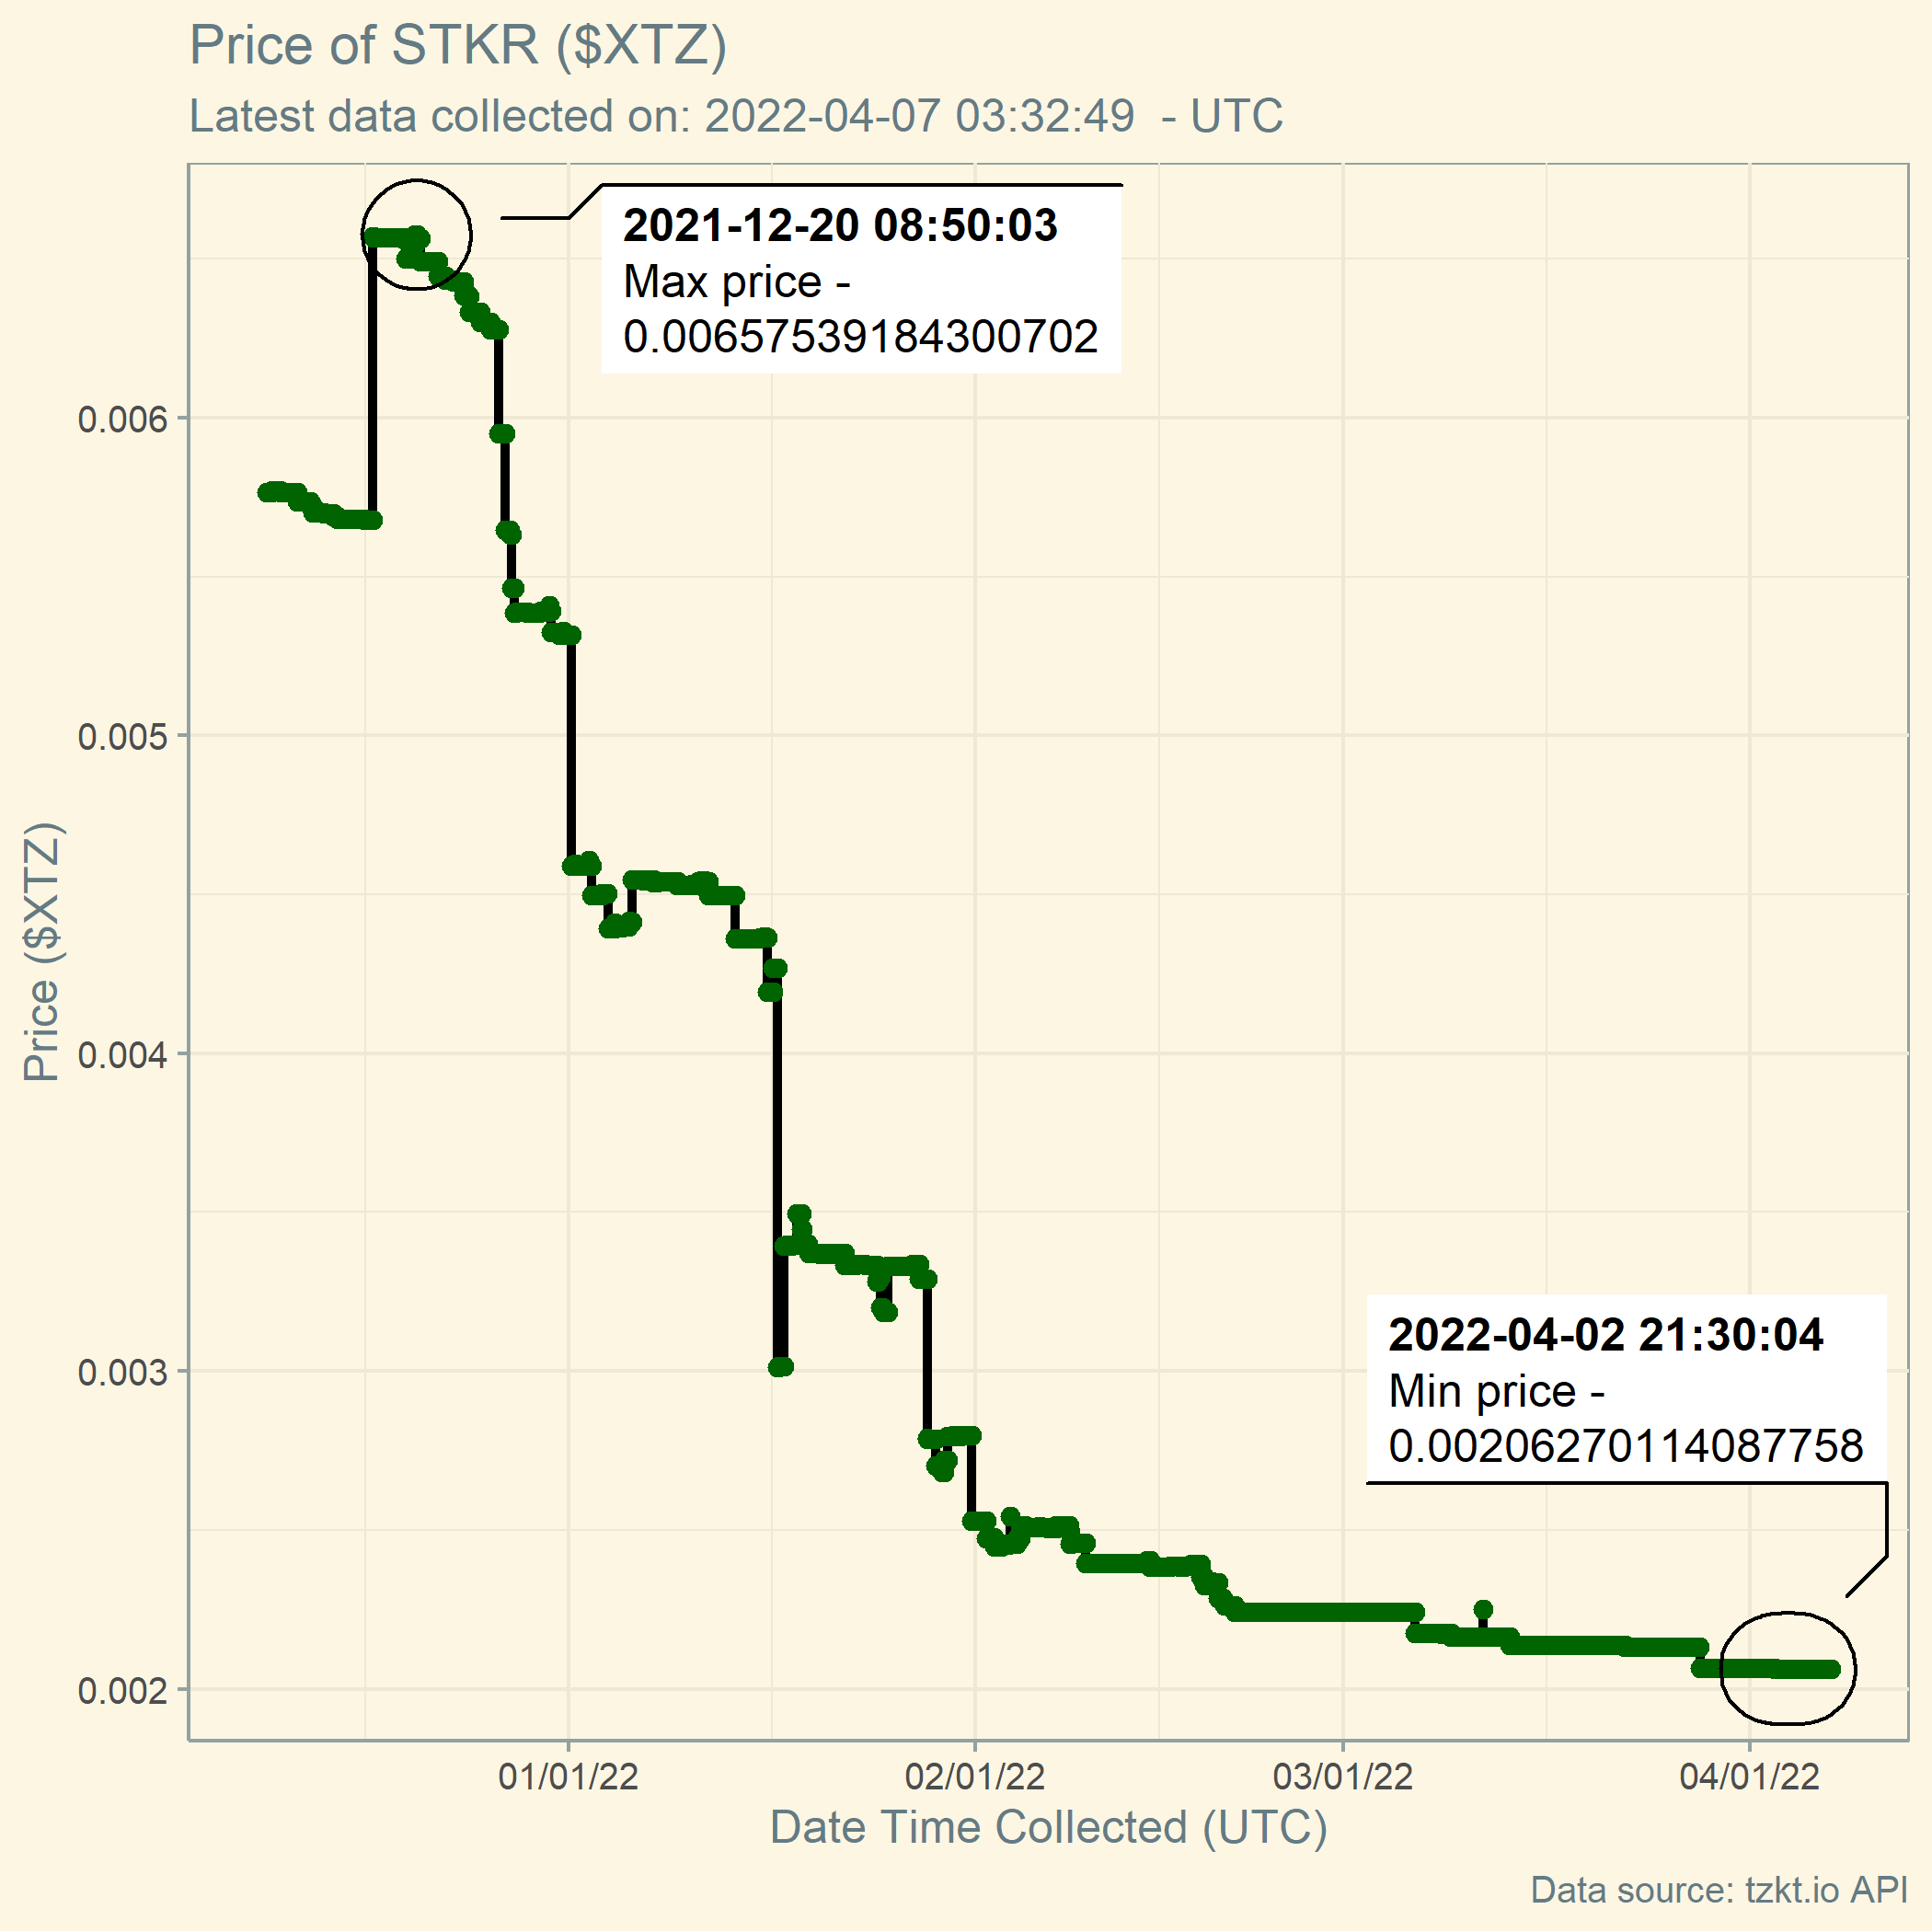 Price of STKR ($XTZ)
Latest data collected on: 2022-04-07 03:32:49  - UTC
2021-12-20 08:50:03
Max price -
0.00657539184300702
0.006
0.005
0.004
0.003
0.002
Price ($XTZ)
2022-04-02 21:30:04
Min price -
0.00206270114087758
01/01/22
02/01/22
03/01/22
04/01/22
Date Time Collected (UTC)
Data source: tzkt.io API